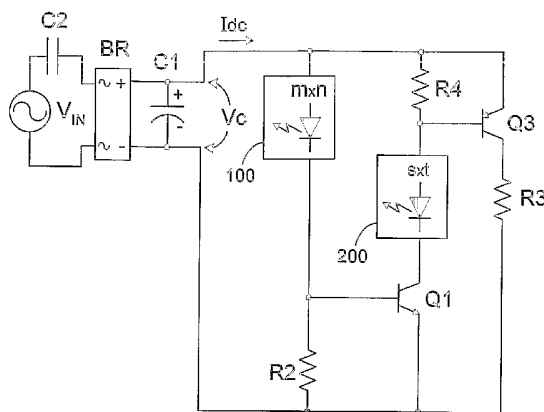 C2
BR
C1
Idc
+
~ +
V_IN
Vc
~ -
-
mxn
100
R4
Q3
sxt
200
R3
Q1
R2